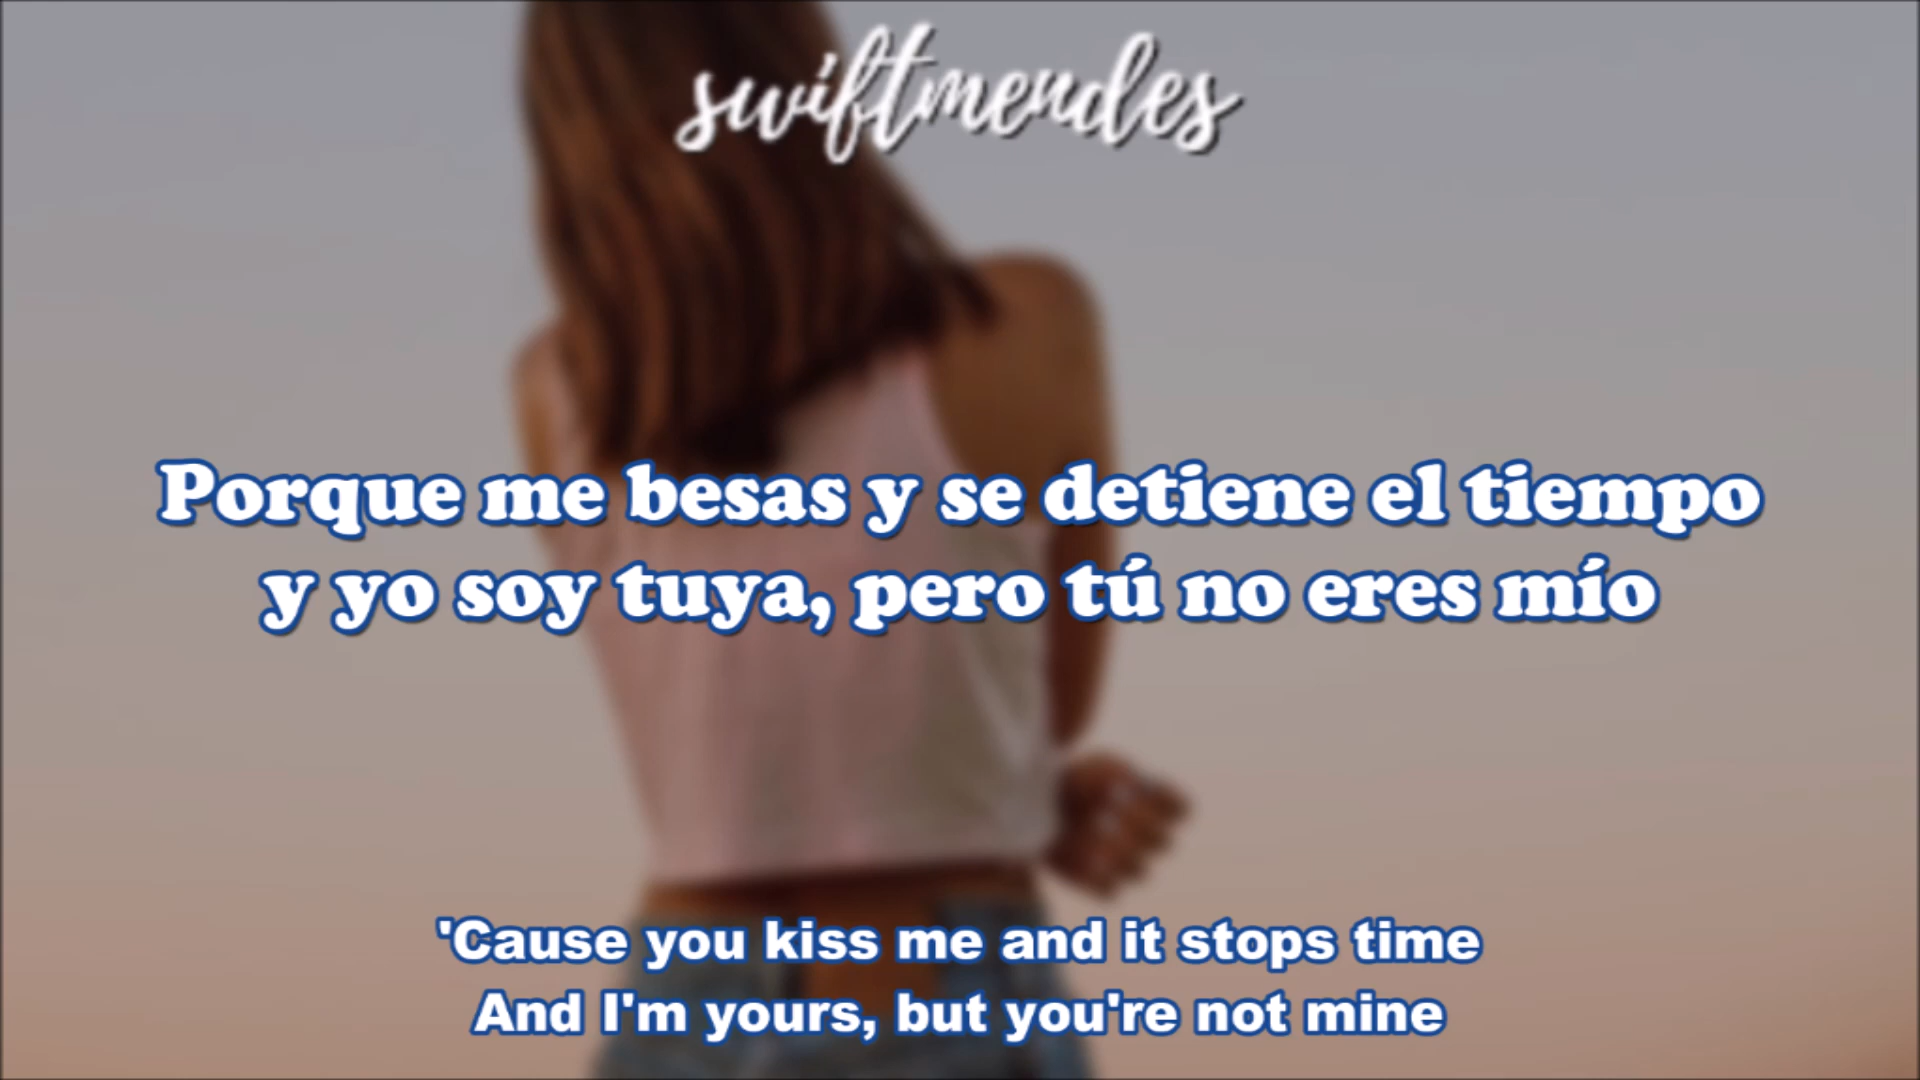 swiftmendes
Porque me besas y se detiene el tiempo
y yo soy tuya, pero tú no eres mío
'Cause you kiss me and it stops time
And I'm yours, but you're not mine